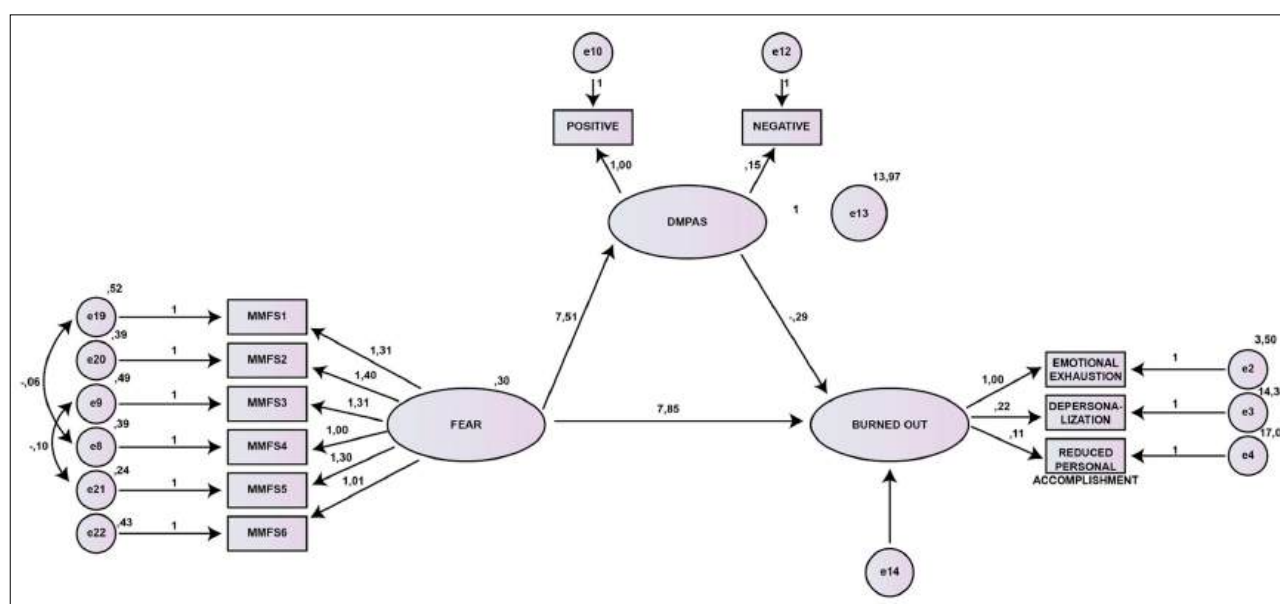 e10
e12
1
1
POSITIVE
NEGATIVE
1,00
,15
13,97
DMPAS
1
e13
,52
e19
1
MMFS1
7,51
-,29
,39
e20
1
MMFS2
1,31
3,50
EMOTIONAL
EXHAUSTION
1
e2
-,06
,49
e9
1
MMFS3
1,40
,30
1,00
14,3
1,31
,39
e8
1
MMFS4
1,00
FEAR
7,85
BURNED OUT
,22
DEPERSONA-
LIZATION
1
e3
-,10
1,30
,11
17,0
,24
e21
1
MMFS5
1,01
REDUCED
PERSONAL
ACCOMPLISHMENT
1
e4
,43
e22
1
MMFS6
e14